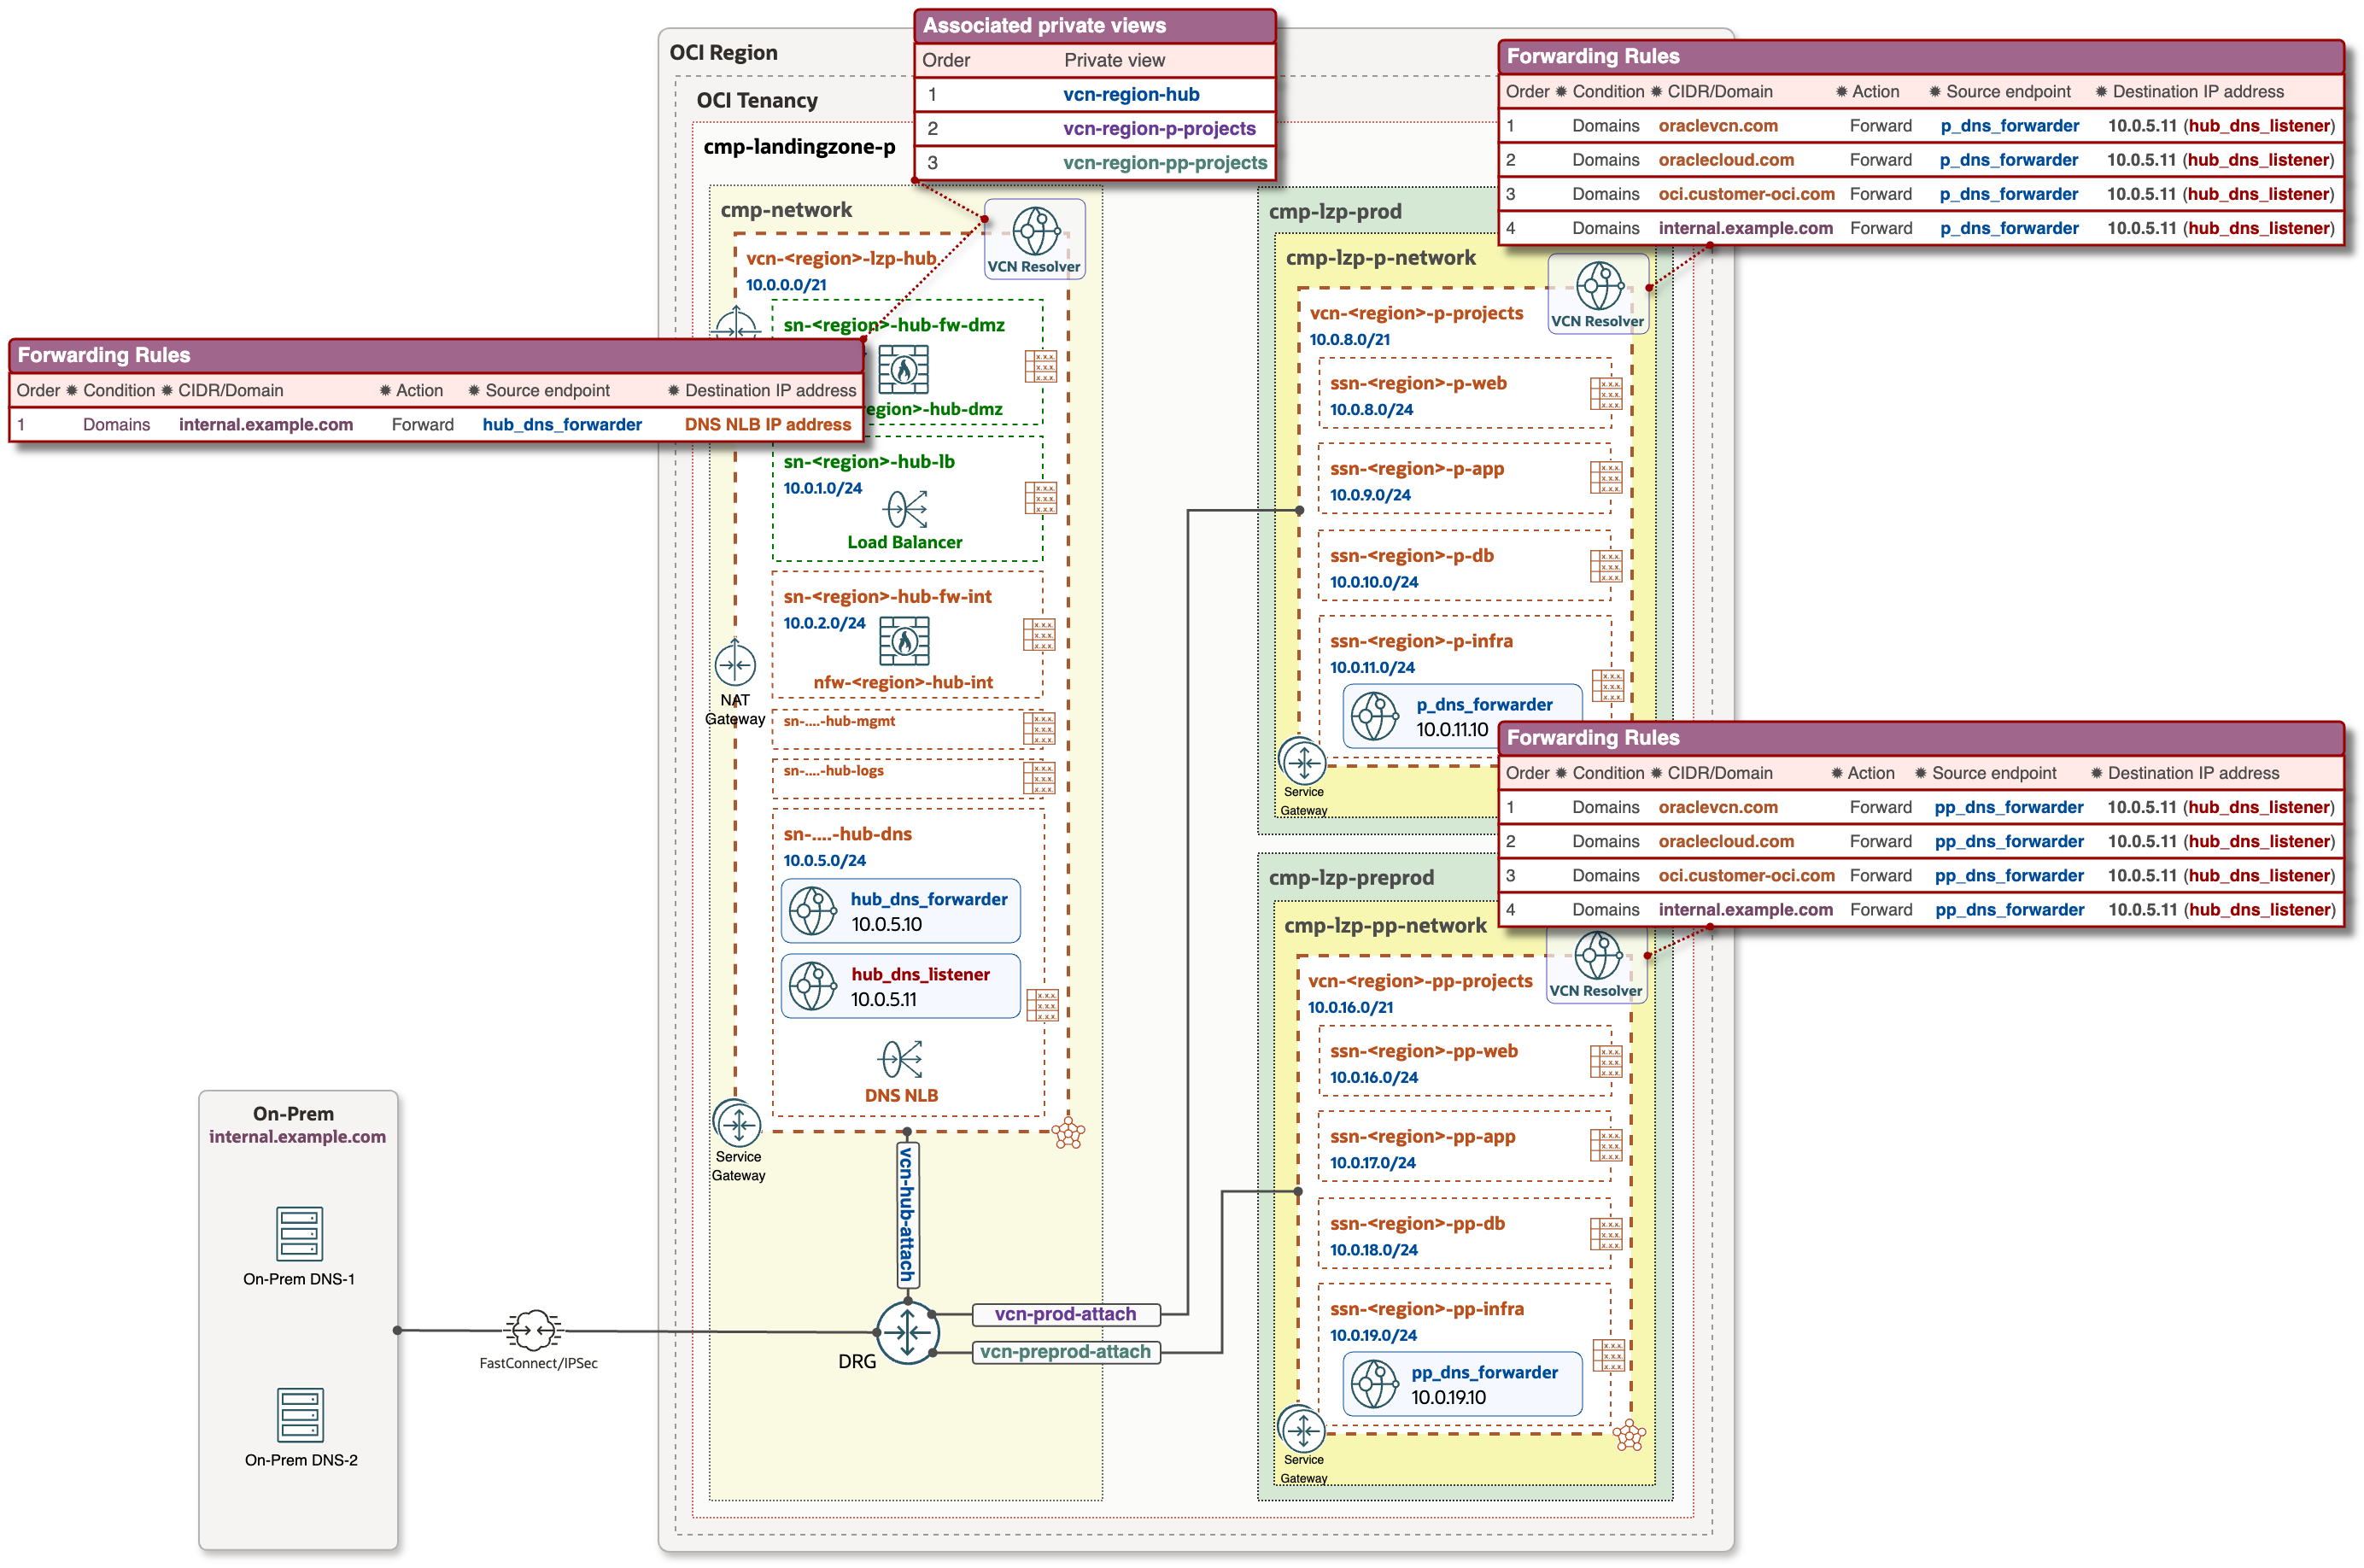 OCI Region
OCI Tenancy
cmp-landingzone-p
Associated private views
Order Private view
1 vcn-region-hub
2 vcn-region-p-projects
3 vcn-region-pp-projects
Forwarding Rules
Order ✹ Condition ✹ CIDR/Domain ✹ Action ✹ Source endpoint ✹ Destination IP address
1 Domains oraclevcn.com Forward p_dns_forwarder 10.0.5.11 (hub_dns_listener)
2 Domains oraclecloud.com Forward p_dns_forwarder 10.0.5.11 (hub_dns_listener)
3 Domains oci.customer-oci.com Forward p_dns_forwarder 10.0.5.11 (hub_dns_listener)
4 Domains internal.example.com Forward p_dns_forwarder 10.0.5.11 (hub_dns_listener)
cmp-network
VCN Resolver
vcn-<region>-lzp-hub
10.0.0.0/21
sn-<region>-hub-fw-dmz
egion>-hub-dmz
Forwarding Rules
Order ✹ Condition ✹ CIDR/Domain ✹ Action ✹ Source endpoint ✹ Destination IP address
1 Domains internal.example.com Forward hub_dns_forwarder DNS NLB IP address
sn-<region>-hub-lb
10.0.1.0/24
Load Balancer
sn-<region>-hub-fw-int
10.0.2.0/24
nfw-<region>-hub-int
NAT
Gateway
sn-....-hub-mgmt
sn-....-hub-logs
sn-....-hub-dns
10.0.5.0/24
hub_dns_forwarder
10.0.5.10
hub_dns_listener
10.0.5.11
DNS NLB
Service
Gateway
vcn-hub-attach
DRG
vcn-prod-attach
vcn-preprod-attach
On-Prem
internal.example.com
On-Prem DNS-1
On-Prem DNS-2
FastConnect/IPSec
cmp-lzp-prod
cmp-lzp-p-network
VCN Resolver
vcn-<region>-p-projects
10.0.8.0/21
ssn-<region>-p-web
10.0.8.0/24
ssn-<region>-p-app
10.0.9.0/24
ssn-<region>-p-db
10.0.10.0/24
ssn-<region>-p-infra
10.0.11.0/24
p_dns_forwarder
10.0.11.10
Service
Gateway
Forwarding Rules
Order ✹ Condition ✹ CIDR/Domain ✹ Action ✹ Source endpoint ✹ Destination IP address
1 Domains oraclevcn.com Forward pp_dns_forwarder 10.0.5.11 (hub_dns_listener)
2 Domains oraclecloud.com Forward pp_dns_forwarder 10.0.5.11 (hub_dns_listener)
3 Domains oci.customer-oci.com Forward pp_dns_forwarder 10.0.5.11 (hub_dns_listener)
4 Domains internal.example.com Forward pp_dns_forwarder 10.0.5.11 (hub_dns_listener)
cmp-lzp-preprod
cmp-lzp-pp-network
VCN Resolver
vcn-<region>-pp-projects
10.0.16.0/21
ssn-<region>-pp-web
10.0.16.0/24
ssn-<region>-pp-app
10.0.17.0/24
ssn-<region>-pp-db
10.0.18.0/24
ssn-<region>-pp-infra
10.0.19.0/24
pp_dns_forwarder
10.0.19.10
Service
Gateway